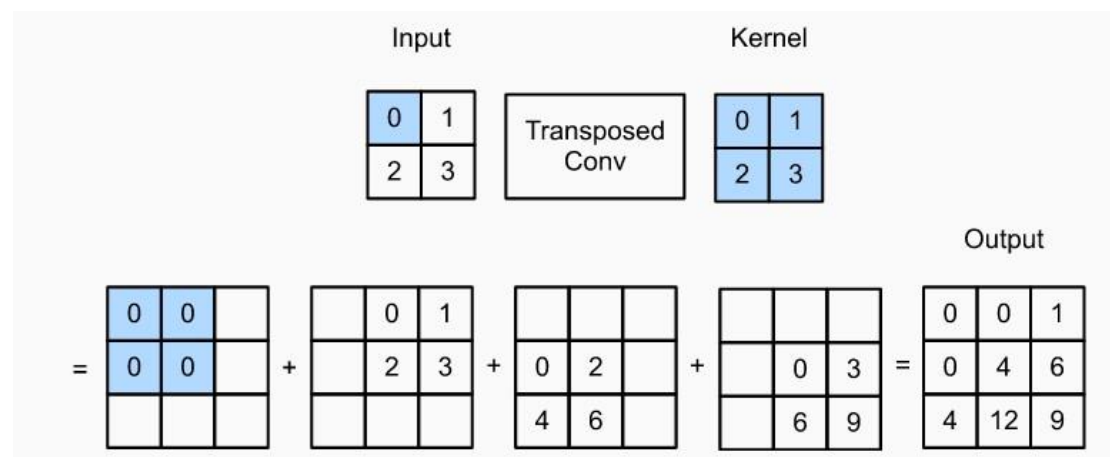 Input Kernel
0 1 Transposed 0 1
2 3 Conv 2 3
Output
0 0 0 1 0 0 1
= 0 0 + 2 3 + 0 2 + 0 3 = 0 4 6
4 6 6 9 4 12 9